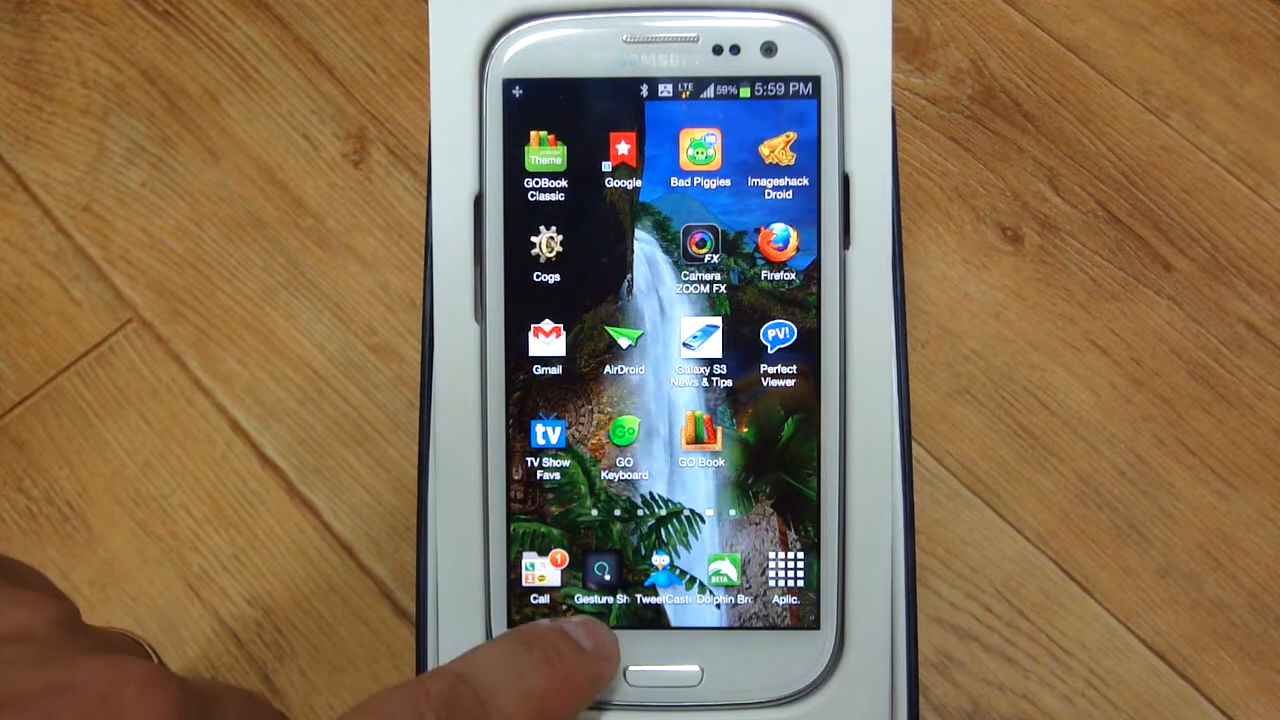 SAMSUNG
LTE 59% 5:59 PM
Theme
GOBook Classic
Google
Bad Piggies
Imageshack Droid
Cogs
FX
Camera ZOOM FX
Firefox
Gmail
AirDroid
Galaxy S3 News & Tips
PV!
Perfect Viewer
tv
TV Show Favs
GO
GO Keyboard
GO Book
1
Call
Gesture Sh
TweetCast
BETA
Dolphin Br
Aplic.